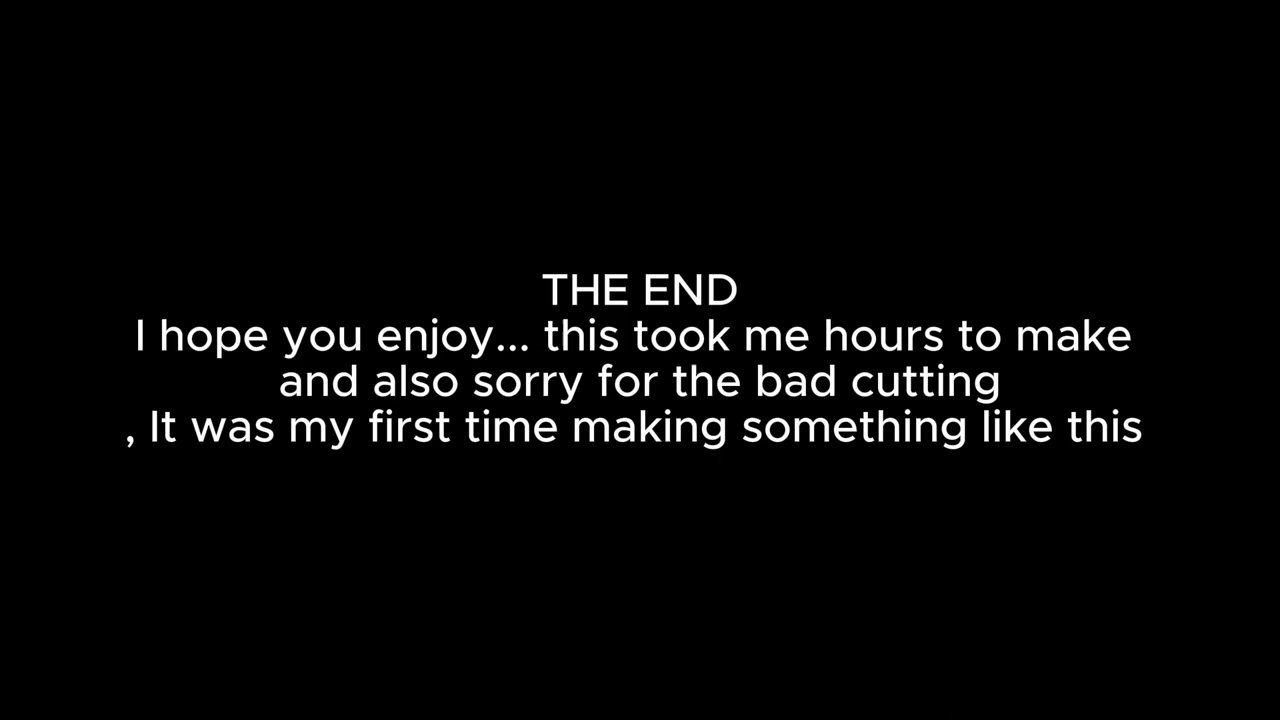 THE END
I hope you enjoy... this took me hours to make
and also sorry for the bad cutting
, It was my first time making something like this